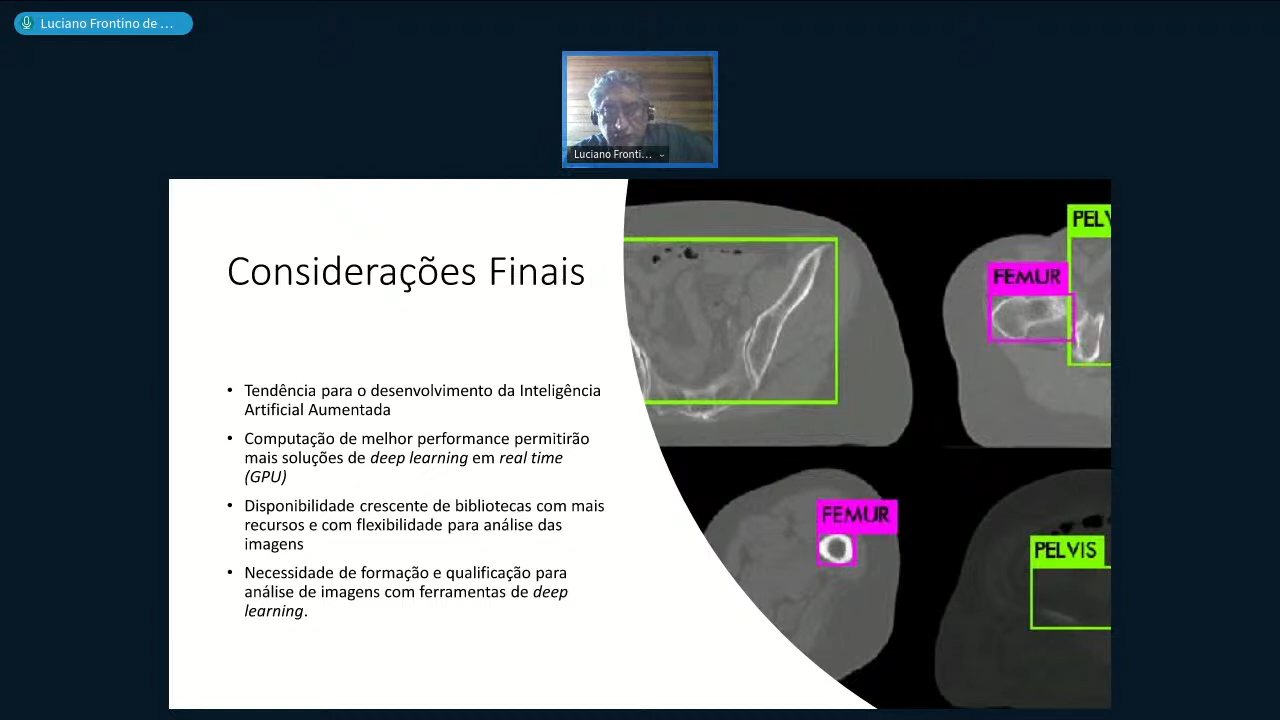 Luciano Frontino de ...
Luciano Fronti...
Considerações Finais
• Tendência para o desenvolvimento da Inteligência
Artificial Aumentada
• Computação de melhor performance permitirão
mais soluções de deep learning em real time
(GPU)
• Disponibilidade crescente de bibliotecas com mais
recursos e com flexibilidade para análise das
imagens
• Necessidade de formação e qualificação para
análise de imagens com ferramentas de deep
learning.
PELV
FEMUR
FEMUR
PELVIS